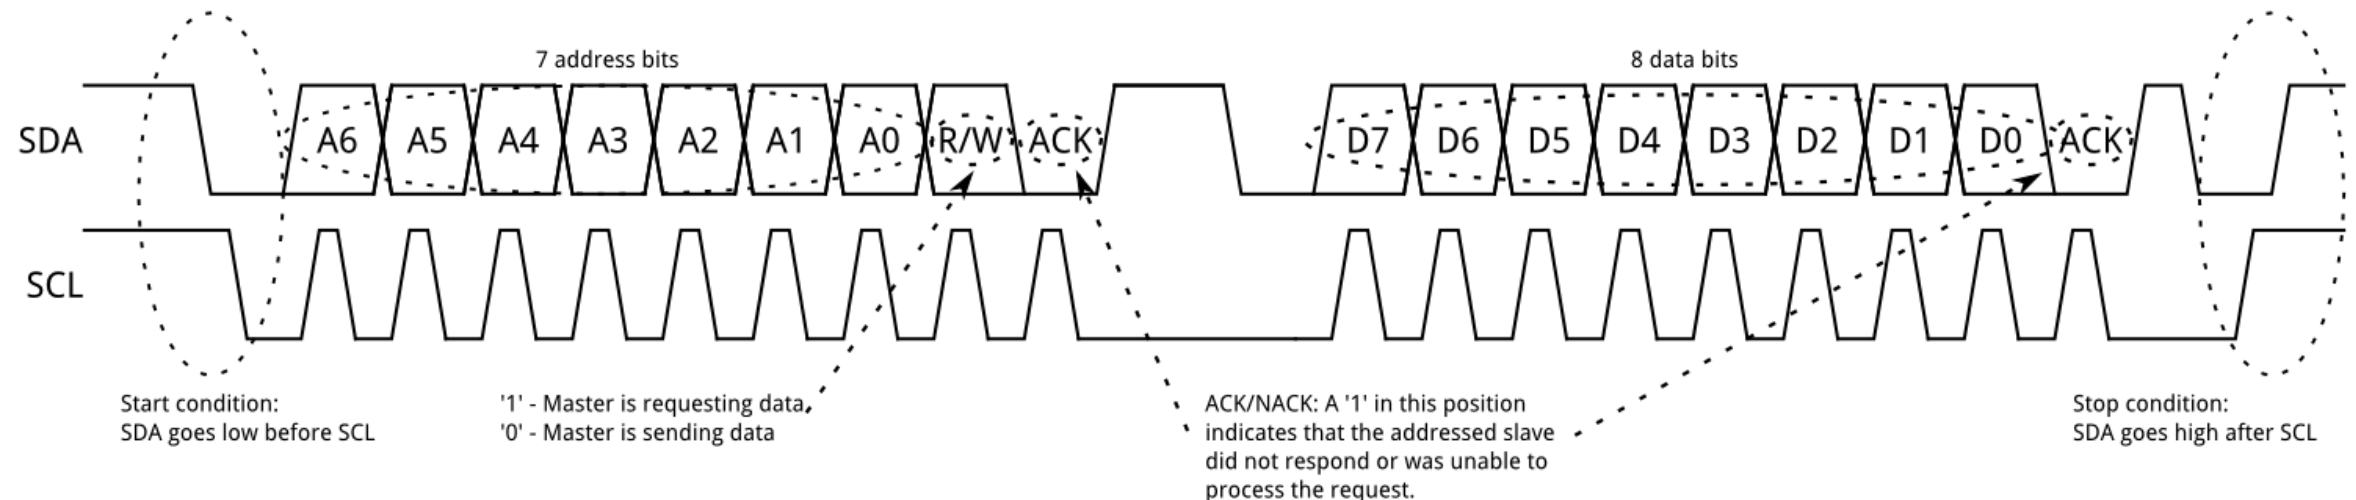 7 address bits
8 data bits
SDA A6 A5 A4 A3 A2 A1 A0 R/W ACK D7 D6 D5 D4 D3 D2 D1 D0 ACK
SCL
Start condition:
SDA goes low before SCL
'1' - Master is requesting data,
'0' - Master is sending data
ACK/NACK: A '1' in this position
indicates that the addressed slave
did not respond or was unable to
process the request.
Stop condition:
SDA goes high after SCL